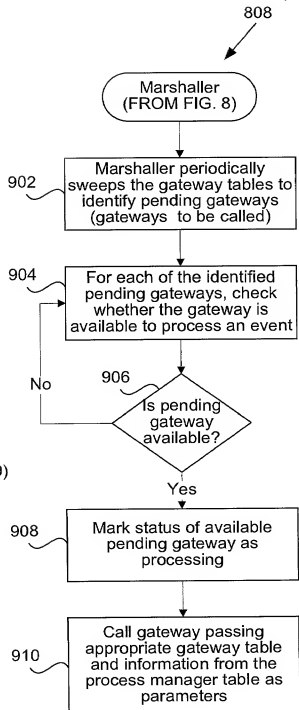 808
Marshaller
(FROM FIG. 8)
902
Marshaller periodically
sweeps the gateway tables to
identify pending gateways
(gateways to be called)
904
For each of the identified
pending gateways, check
whether the gateway is
available to process an event
No
906
Is pending
gateway
available?
9)
Yes
908
Mark status of available
pending gateway as
processing
910
Call gateway passing
appropriate gateway table
and information from the
process manager table as
parameters